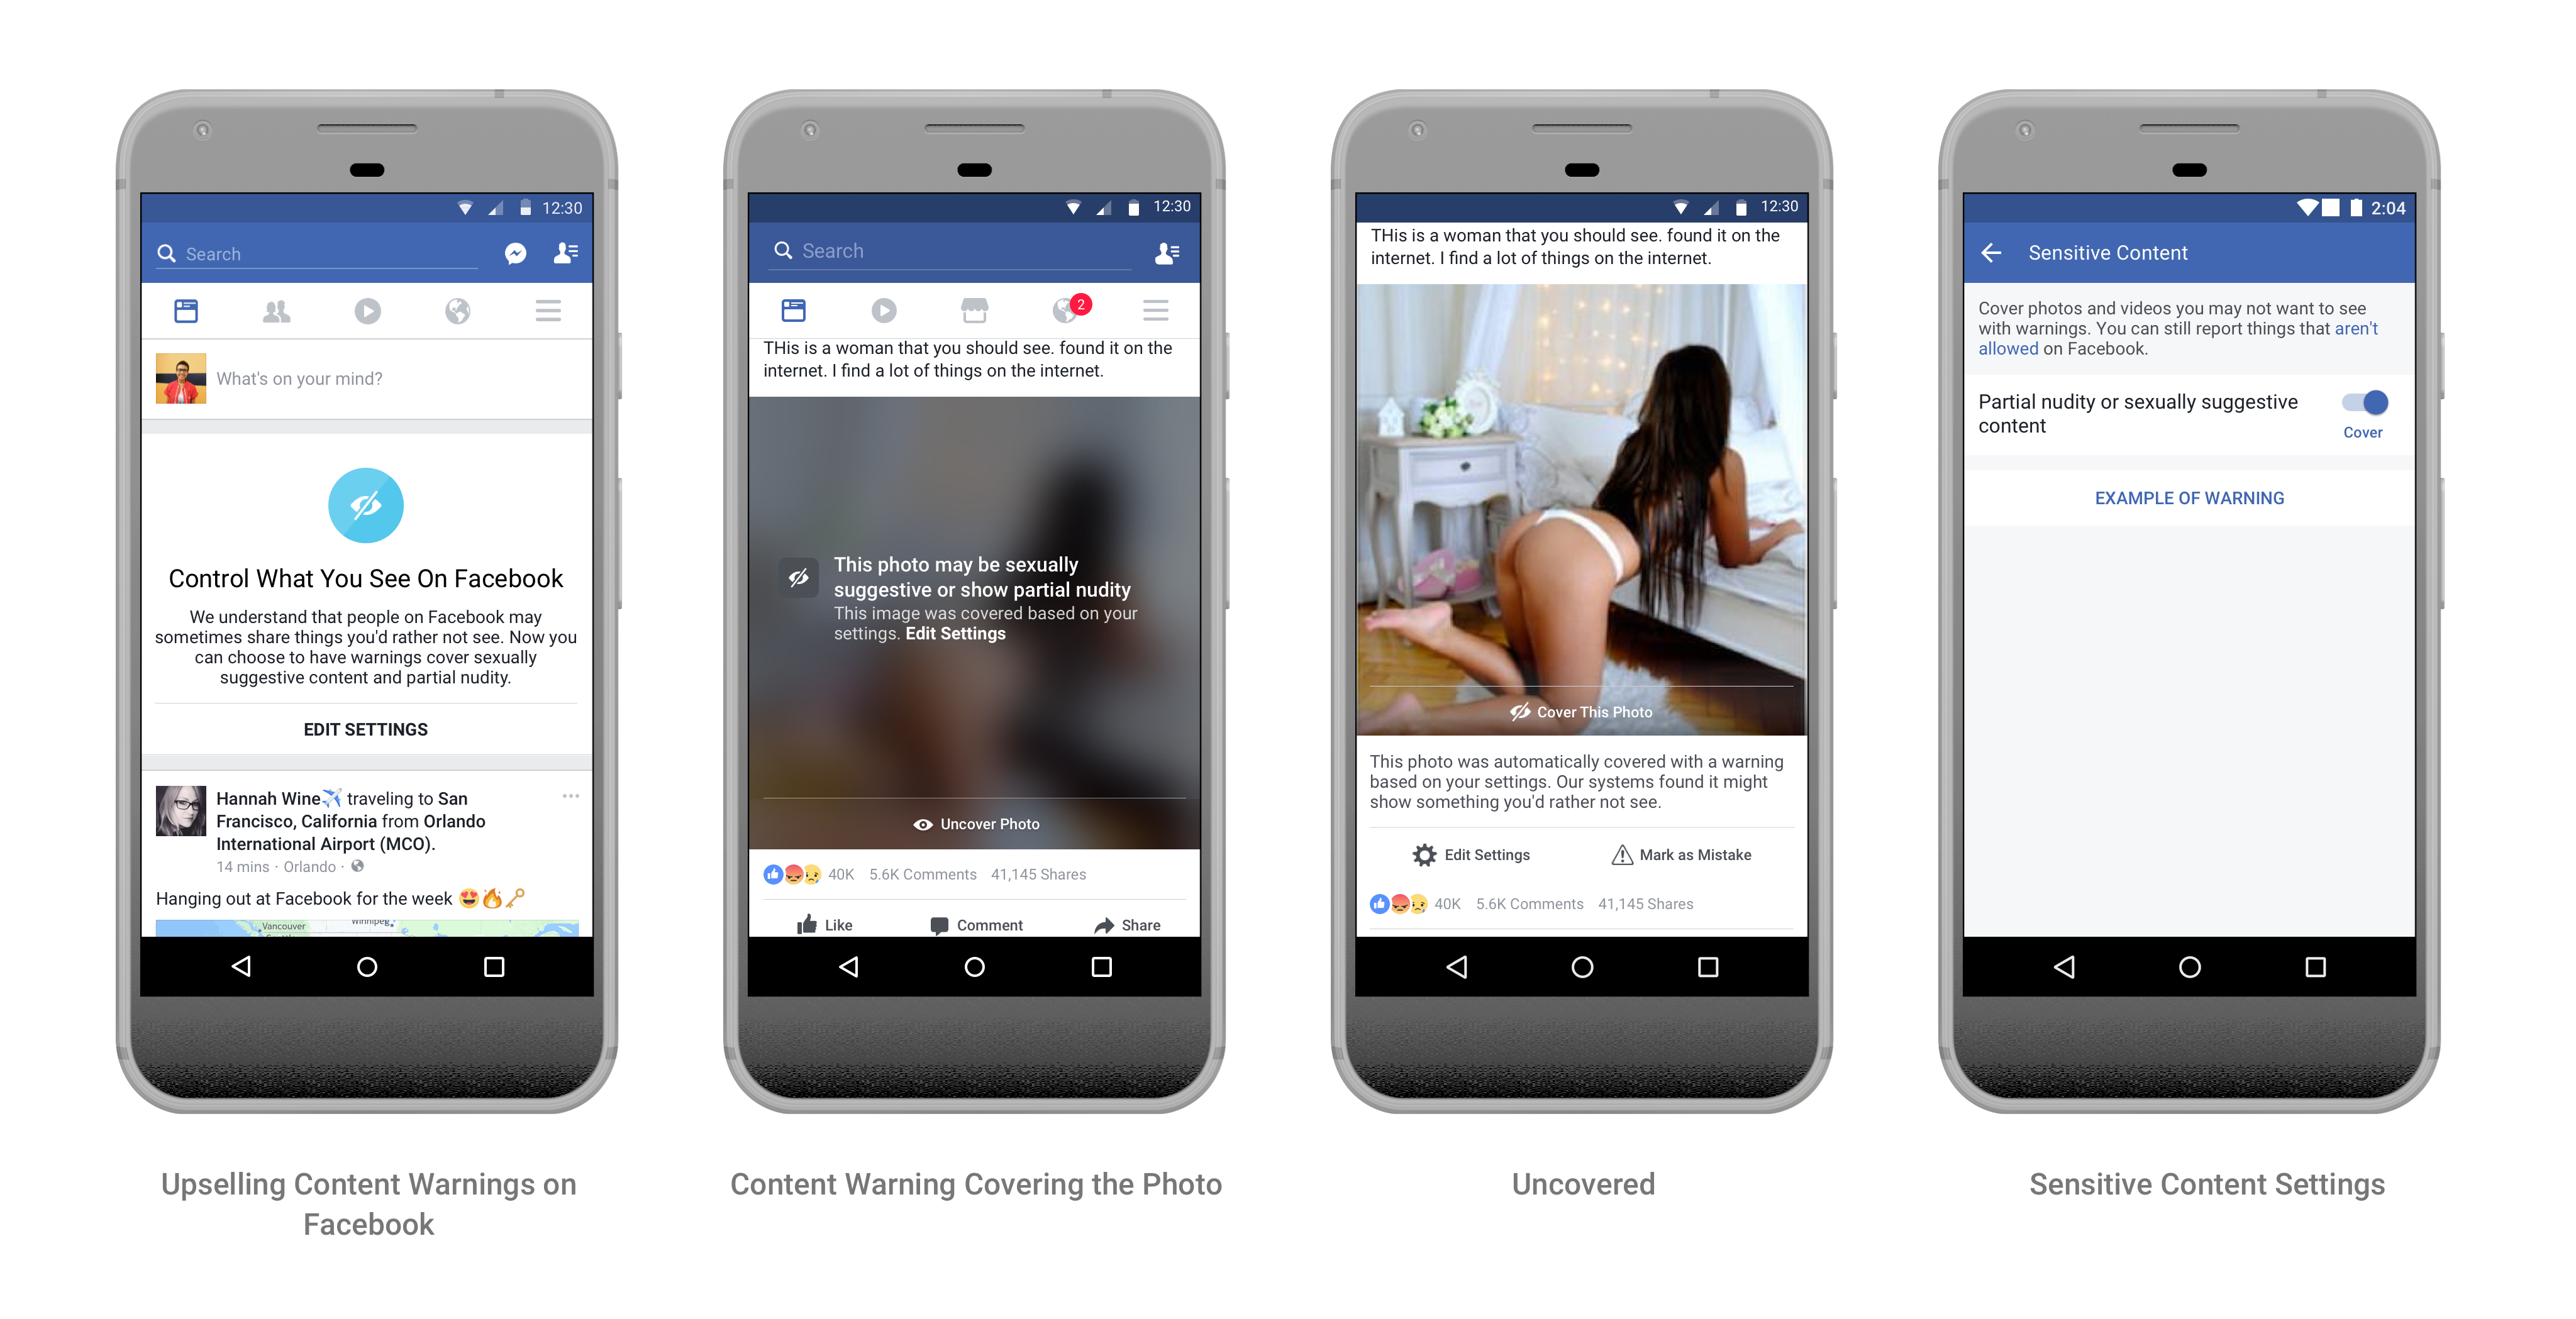 12:30
Search
What's on your mind?
Control What You See On Facebook
We understand that people on Facebook may
sometimes share things you'd rather not see. Now you
can choose to have warnings cover sexually
suggestive content and partial nudity.
EDIT SETTINGS
Hannah Wine✈️ traveling to San
Francisco, California from Orlando
International Airport (MCO).
14 mins · Orlando ·
Hanging out at Facebook for the week 😍🔥🔑
Vancouver
Winnipeg
Upselling Content Warnings on
Facebook
12:30
Search
2
THis is a woman that you should see. found it on the
internet. I find a lot of things on the internet.
This photo may be sexually
suggestive or show partial nudity
This image was covered based on your
settings. Edit Settings
Uncover Photo
40K 5.6K Comments 41,145 Shares
Like Comment Share
Content Warning Covering the Photo
12:30
THis is a woman that you should see. found it on the
internet. I find a lot of things on the internet.
Cover This Photo
This photo was automatically covered with a warning
based on your settings. Our systems found it might
show something you'd rather not see.
Edit Settings Mark as Mistake
40K 5.6K Comments 41,145 Shares
Uncovered
2:04
Sensitive Content
Cover photos and videos you may not want to see
with warnings. You can still report things that aren't
allowed on Facebook.
Partial nudity or sexually suggestive
content
Cover
EXAMPLE OF WARNING
Sensitive Content Settings